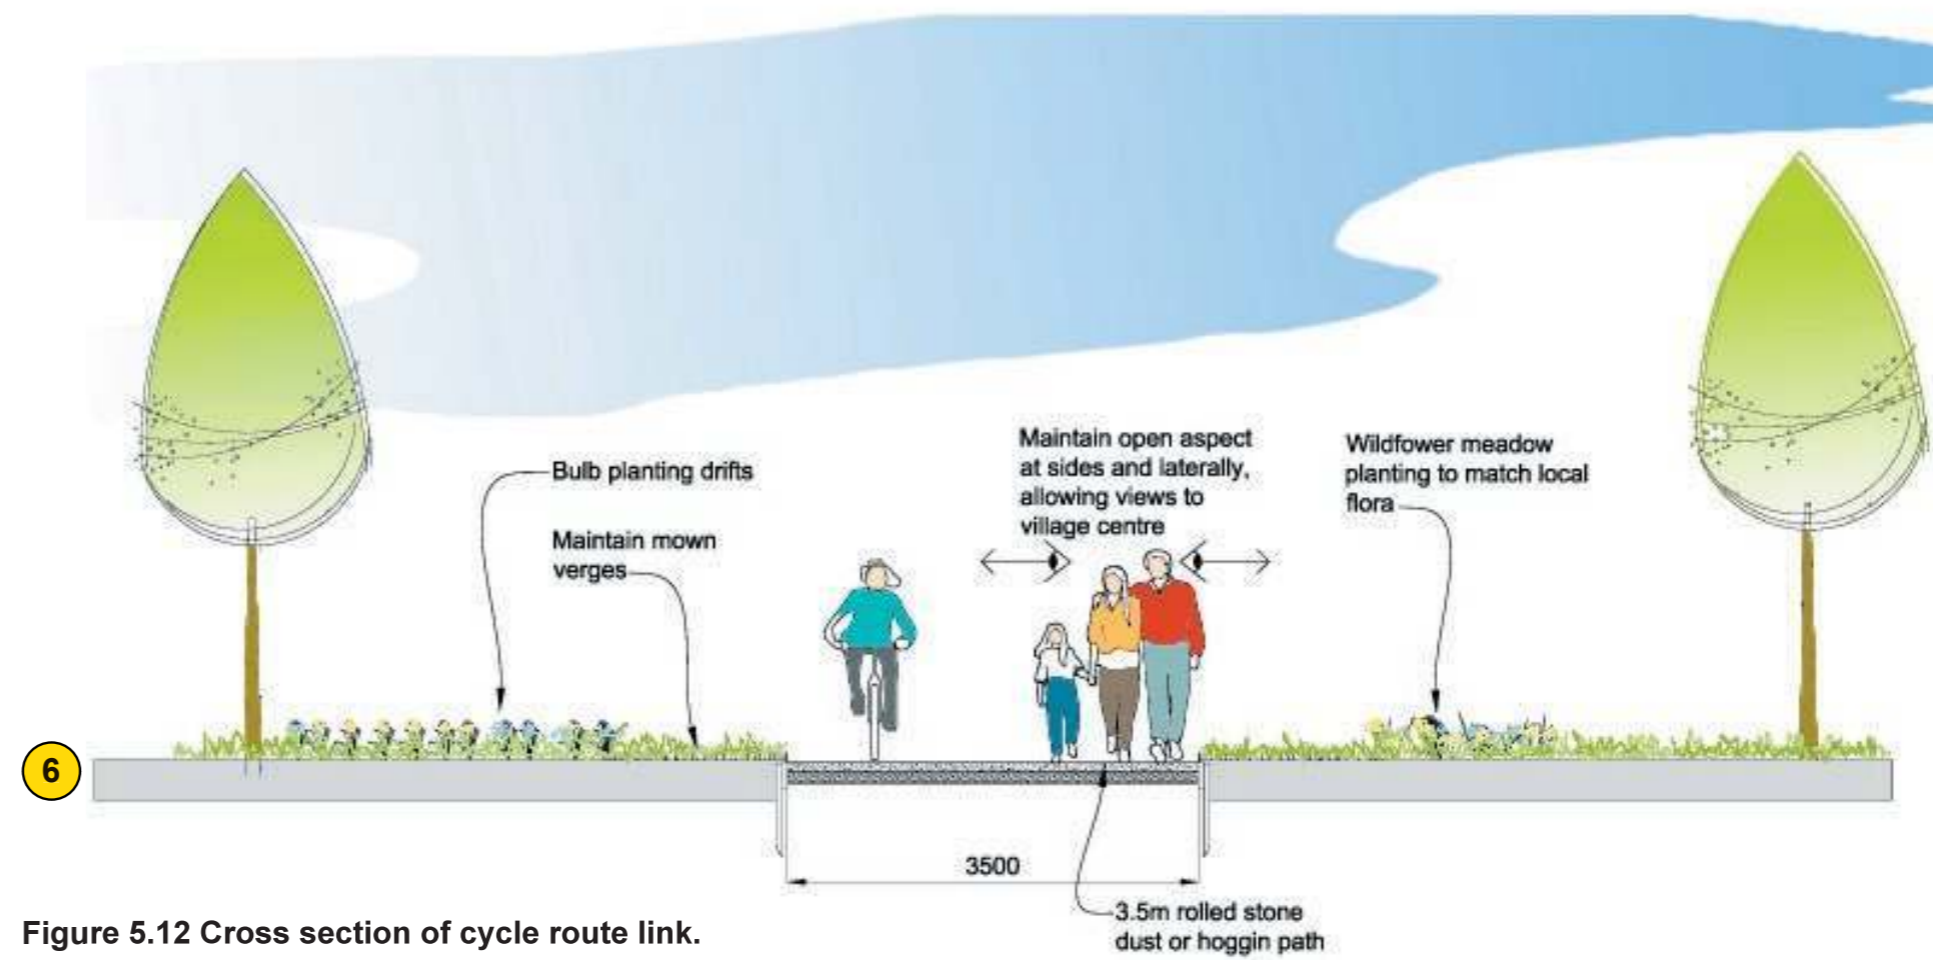 Bulb planting drifts
Maintain mown
verges
Maintain open aspect
at sides and laterally,
allowing views to
village centre
Wildfower meadow
planting to match local
flora
6
3500
3.5m rolled stone
dust or hoggin path
Figure 5.12 Cross section of cycle route link.